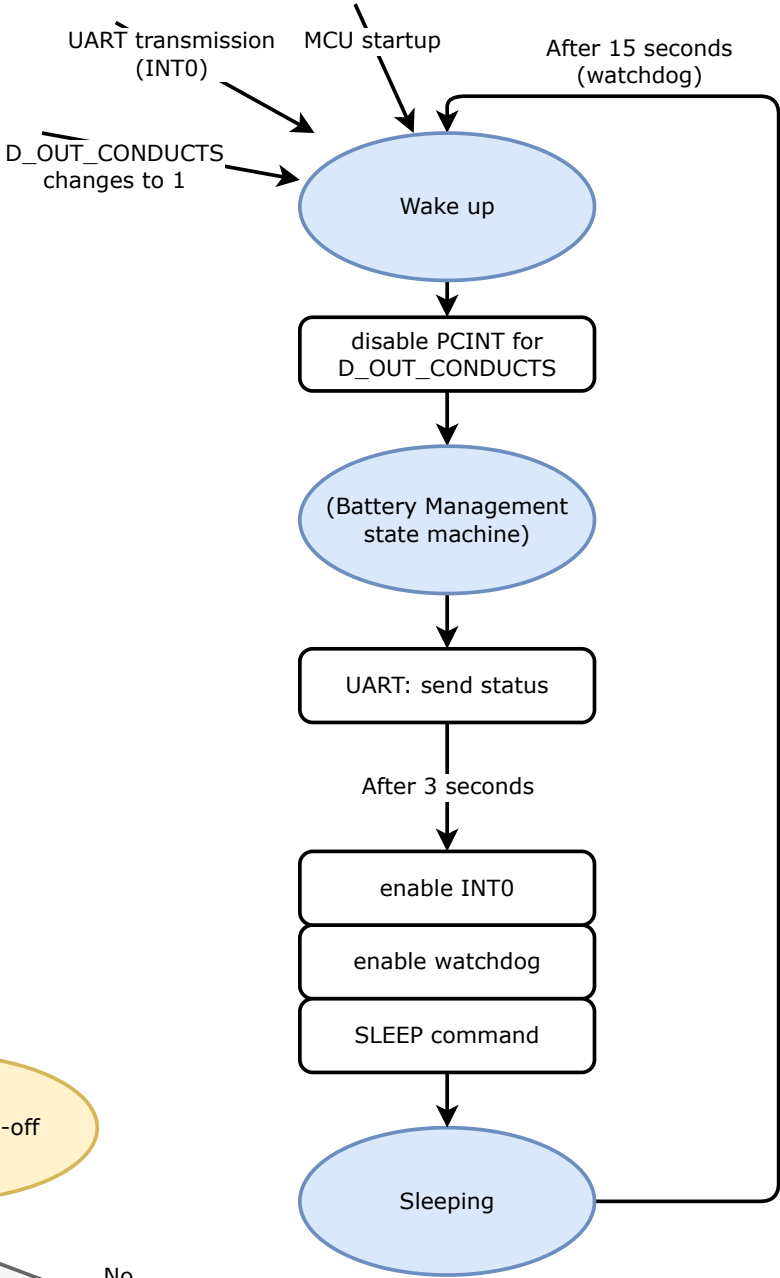 UART transmission
(INT0)
MCU startup
After 15 seconds
(watchdog)
D_OUT_CONDUCTS
changes to 1
Wake up
disable PCINT for
D_OUT_CONDUCTS
(Battery Management
state machine)
UART: send status
After 3 seconds
enable INT0
enable watchdog
SLEEP command
-off
Sleeping
No